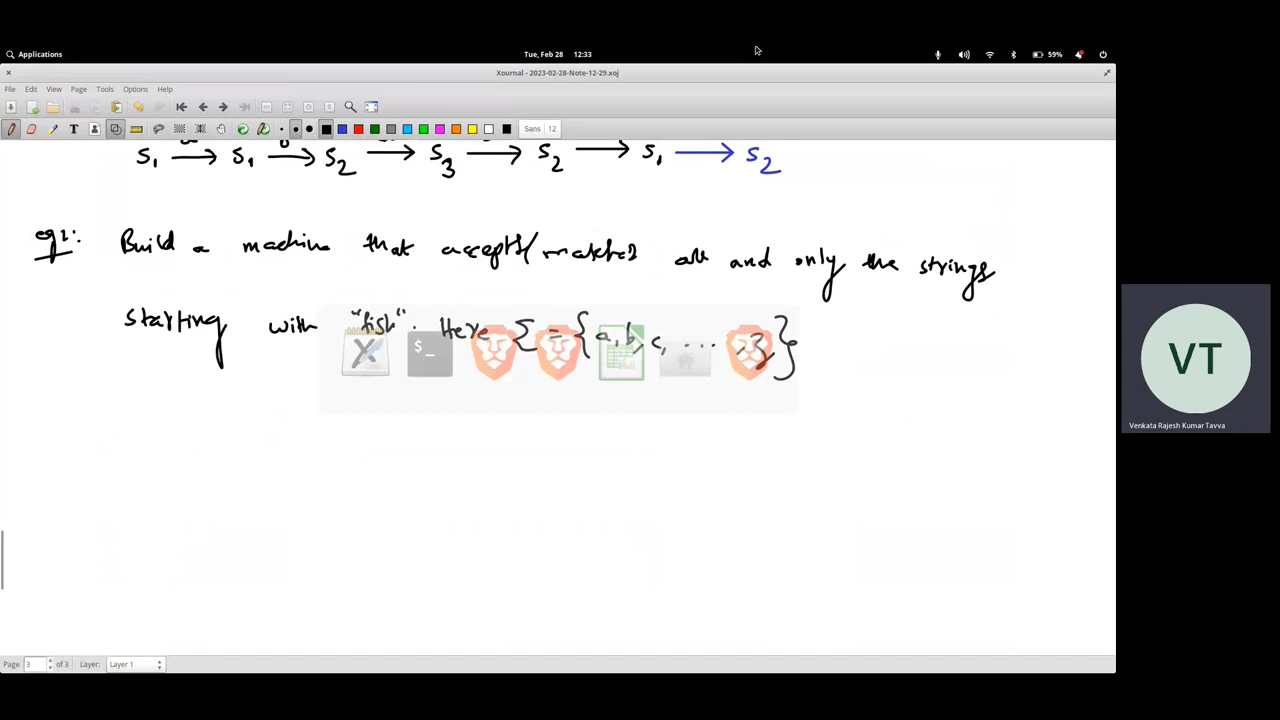 Applications
Tue, Feb 28 12:33
59%
Xournal - 2023-02-28-Note-12-29.xoj
File Edit View Page Tools Options Help
Sans 12
S1 → S1 → S2 → S3 → S2 → S1 → S2
Build a machine that accepts/matches all and only the strings
starting with "fish". Here Σ = {a, b, c, ... , z}
VT
Venkata Rajesh Kumar Tavva
Page 3 of 3 Layer: Layer 1